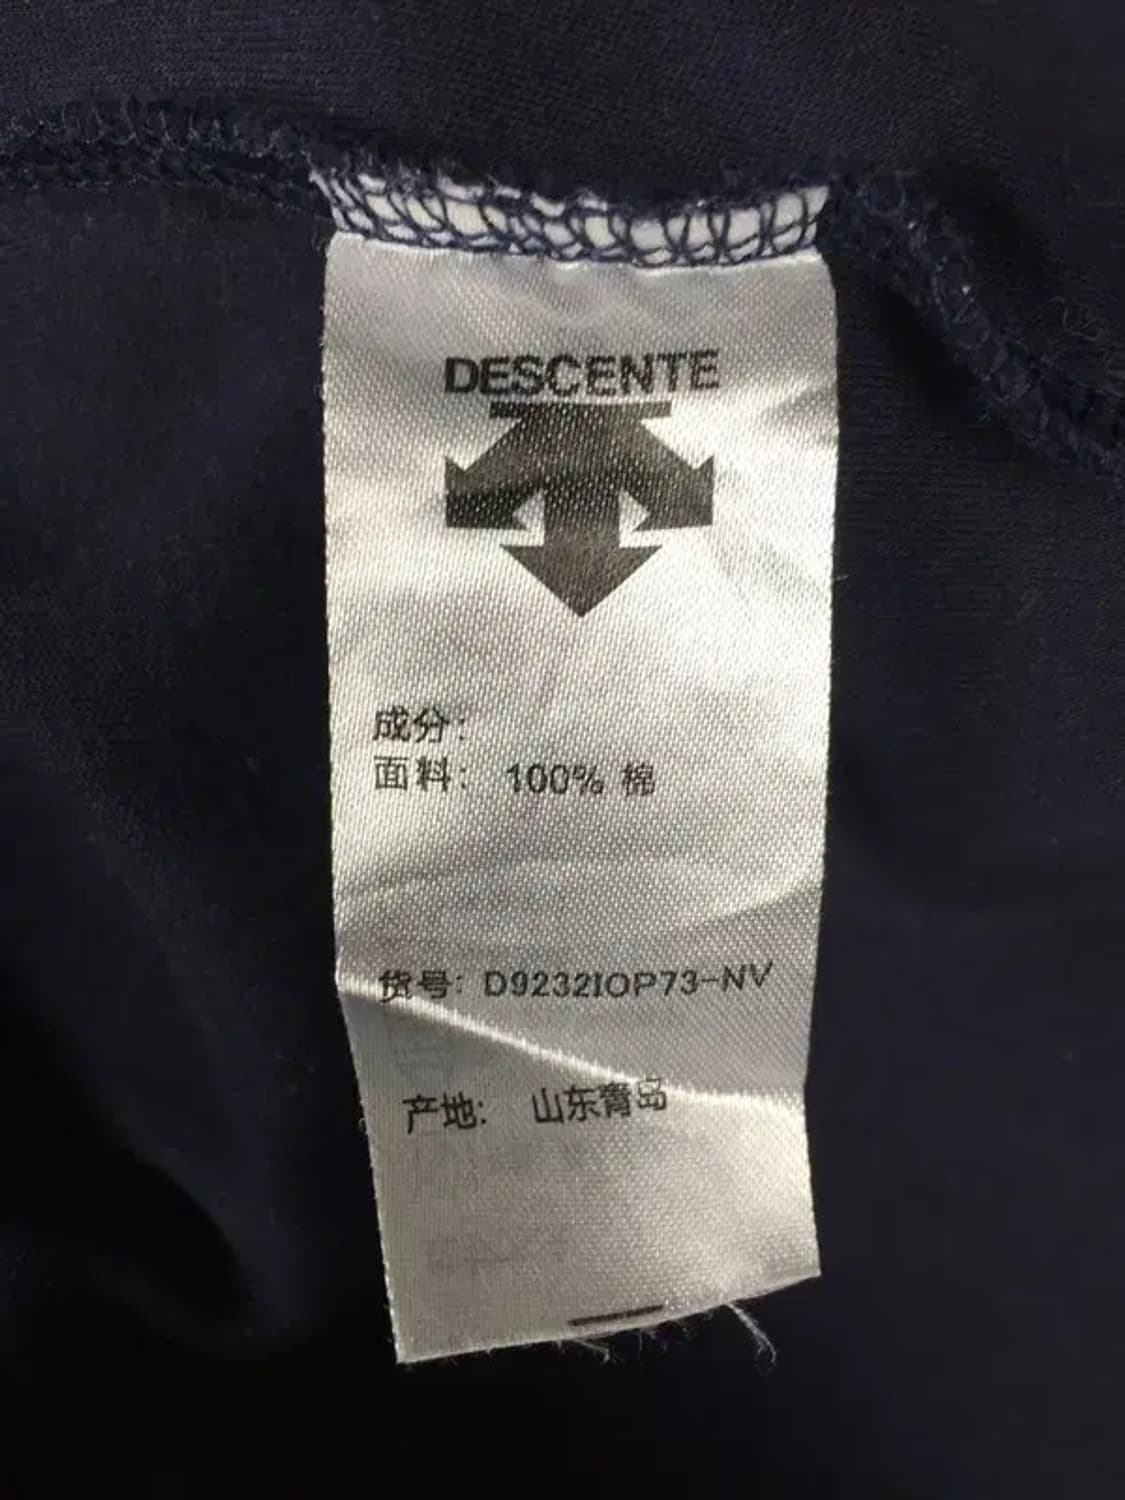 DESCENTE
成分:
面料: 100% 棉
货号: D9232IOP73-NV
产地: 山东青岛